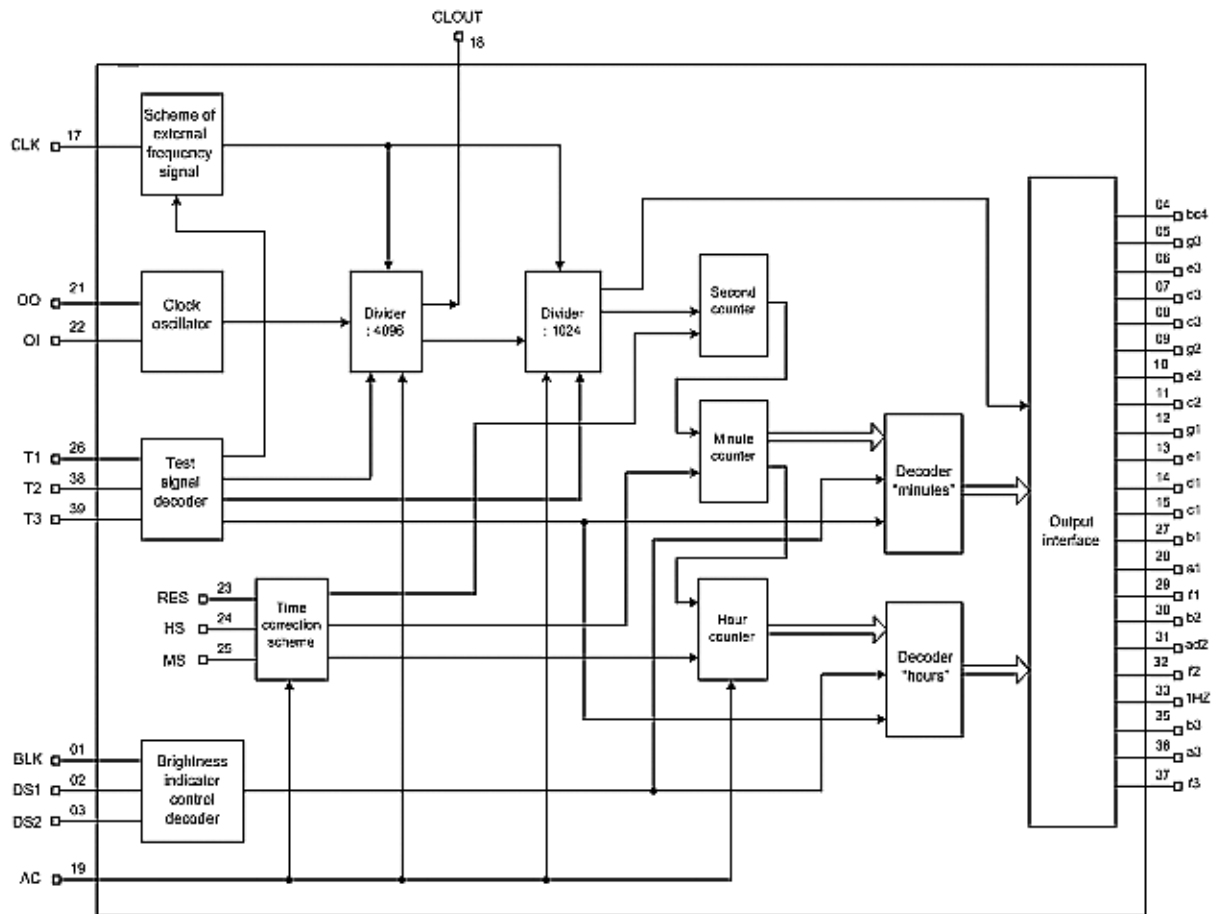 CLOUT
18
CLK
17
Scheme of
external
frequency
signal
OO
21
OI
22
Clock
oscillator
Divider
: 4096
Divider
: 1024
Second
counter
T1
26
T2
38
T3
39
Test
signal
decoder
Minute
counter
Decoder
"minutes"
RES
23
HS
24
MS
25
Time
correction
scheme
Hour
counter
Decoder
"hours"
BLK
01
DS1
02
DS2
03
Brightness
indicator
control
decoder
AC
19
Output
interface
04
bc4
05
g3
06
e3
07
d3
08
c3
09
g2
10
e2
11
c2
12
g1
13
e1
14
d1
15
c1
27
b1
28
a1
29
f1
30
b2
31
ad2
32
f2
33
1HZ
35
b3
36
a3
37
f3